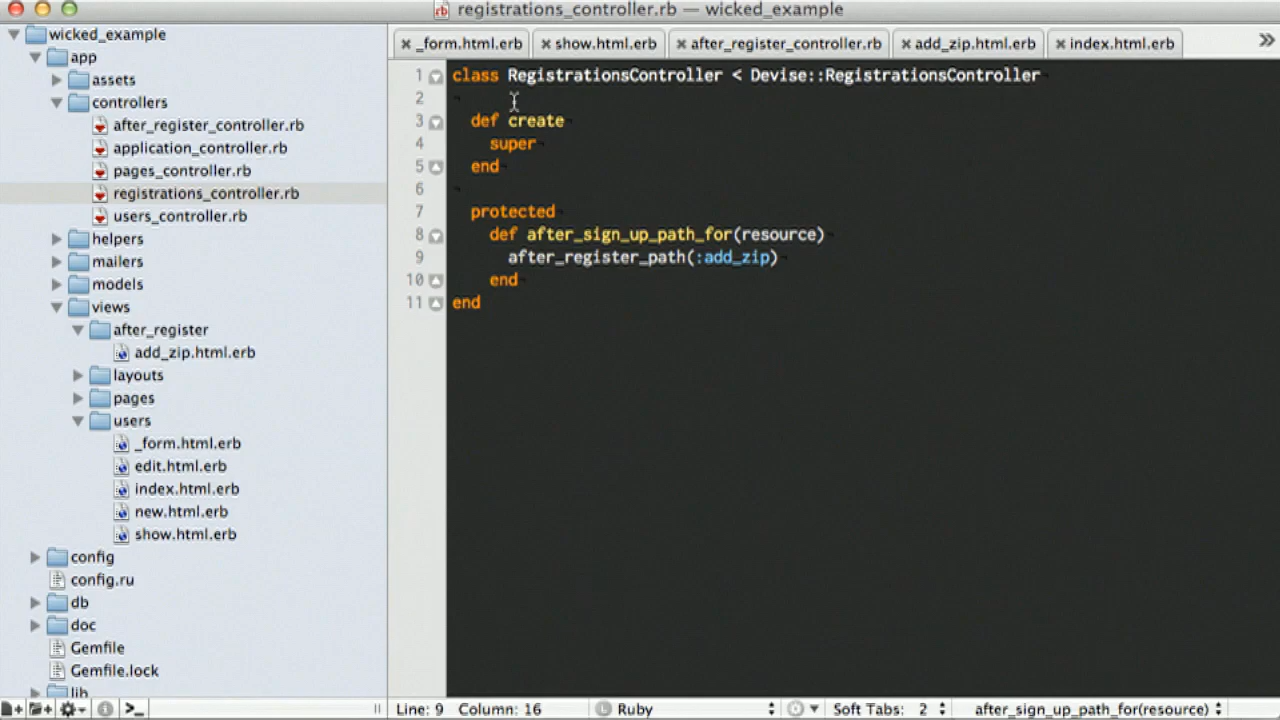 registrations_controller.rb — wicked_example
wicked_example
app
assets
controllers
after_register_controller.rb
application_controller.rb
pages_controller.rb
registrations_controller.rb
users_controller.rb
helpers
mailers
models
views
after_register
add_zip.html.erb
layouts
pages
users
_form.html.erb
edit.html.erb
index.html.erb
new.html.erb
show.html.erb
config
config.ru
db
doc
Gemfile
Gemfile.lock
lib
_form.html.erb show.html.erb after_register_controller.rb add_zip.html.erb index.html.erb
1 class RegistrationsController < Devise::RegistrationsController
2
3 def create
4 super
5 end
6
7 protected
8 def after_sign_up_path_for(resource)
9 after_register_path(:add_zip)
10 end
11 end
Line: 9 Column: 16 L Ruby Soft Tabs: 2 after_sign_up_path_for(resource)